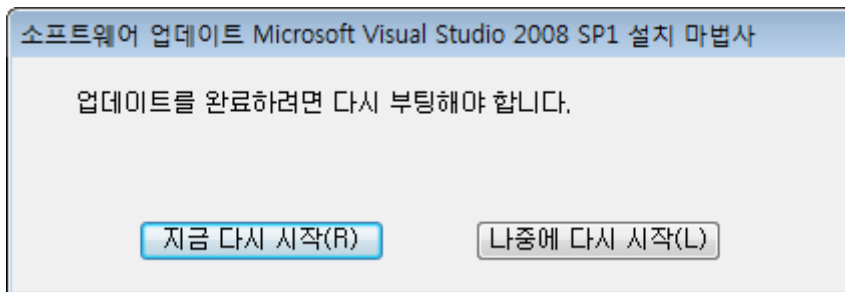 소프트웨어 업데이트 Microsoft Visual Studio 2008 SP1 설치 마법사
업데이트를 완료하려면 다시 부팅해야 합니다.
지금 다시 시작(R)
나중에 다시 시작(L)